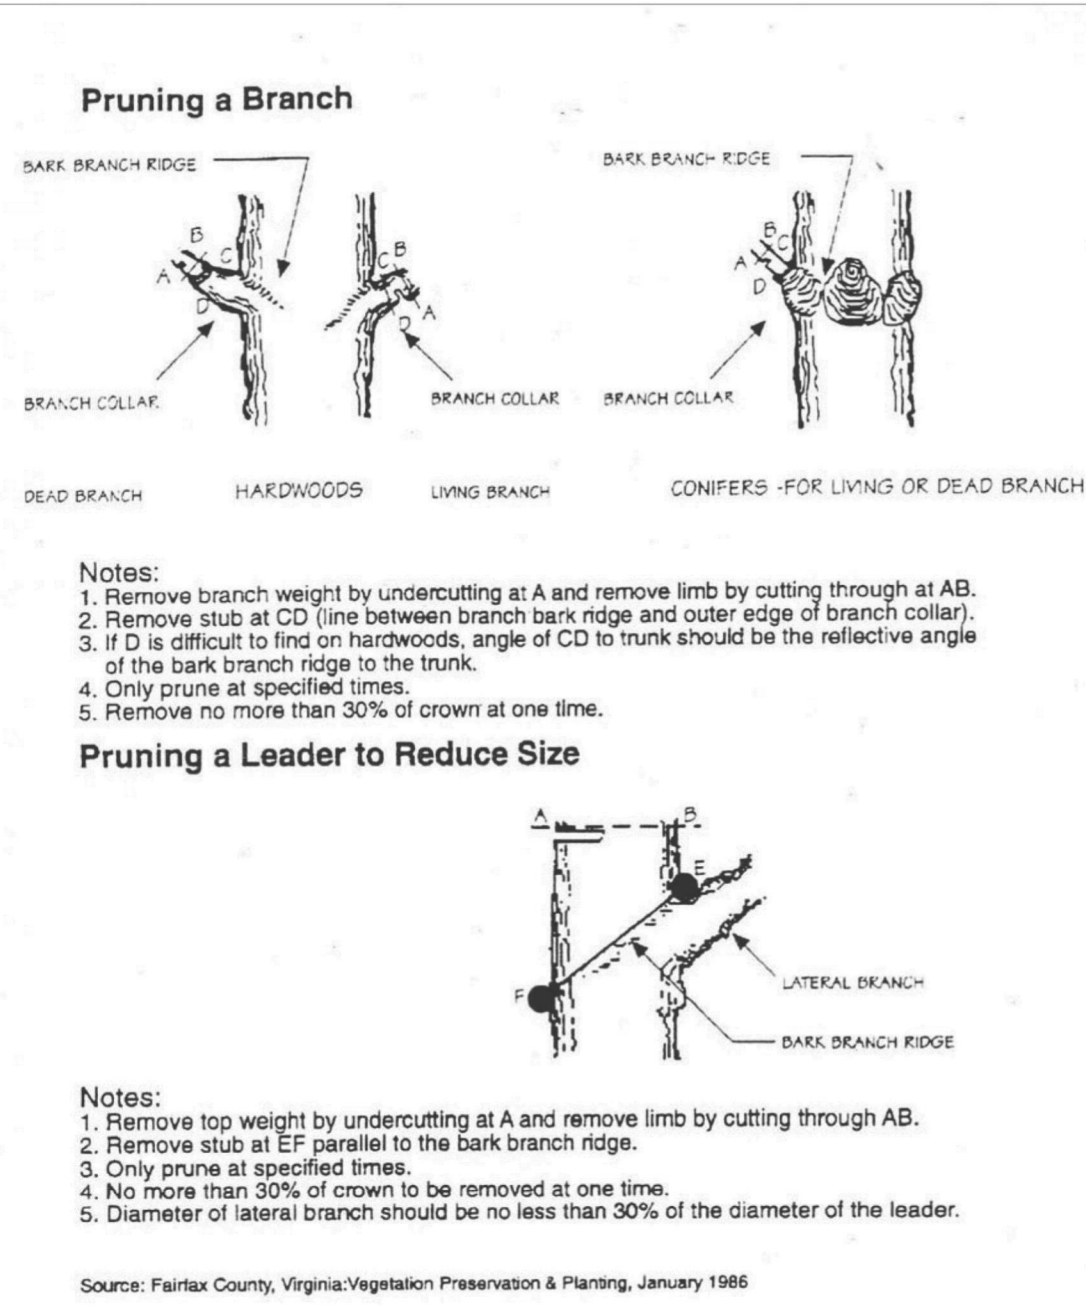 Pruning a Branch
BARK BRANCH RIDGE
BARK BRANCH RIDGE
B
C
A
D
C
B
A
D
B
C
A
D
BRANCH COLLAR
BRANCH COLLAR
BRANCH COLLAR
DEAD BRANCH
HARDWOODS
LIVING BRANCH
CONIFERS -FOR LIVING OR DEAD BRANCH
Notes:
1. Remove branch weight by undercutting at A and remove limb by cutting through at AB.
2. Remove stub at CD (line between branch bark ridge and outer edge of branch collar).
3. If D is difficult to find on hardwoods, angle of CD to trunk should be the reflective angle
of the bark branch ridge to the trunk.
4. Only prune at specified times.
5. Remove no more than 30% of crown at one time.
Pruning a Leader to Reduce Size
A
B
E
F
LATERAL BRANCH
BARK BRANCH RIDGE
Notes:
1. Remove top weight by undercutting at A and remove limb by cutting through AB.
2. Remove stub at EF parallel to the bark branch ridge.
3. Only prune at specified times.
4. No more than 30% of crown to be removed at one time.
5. Diameter of lateral branch should be no less than 30% of the diameter of the leader.
Source: Fairfax County, Virginia:Vegetation Preservation & Planting, January 1986